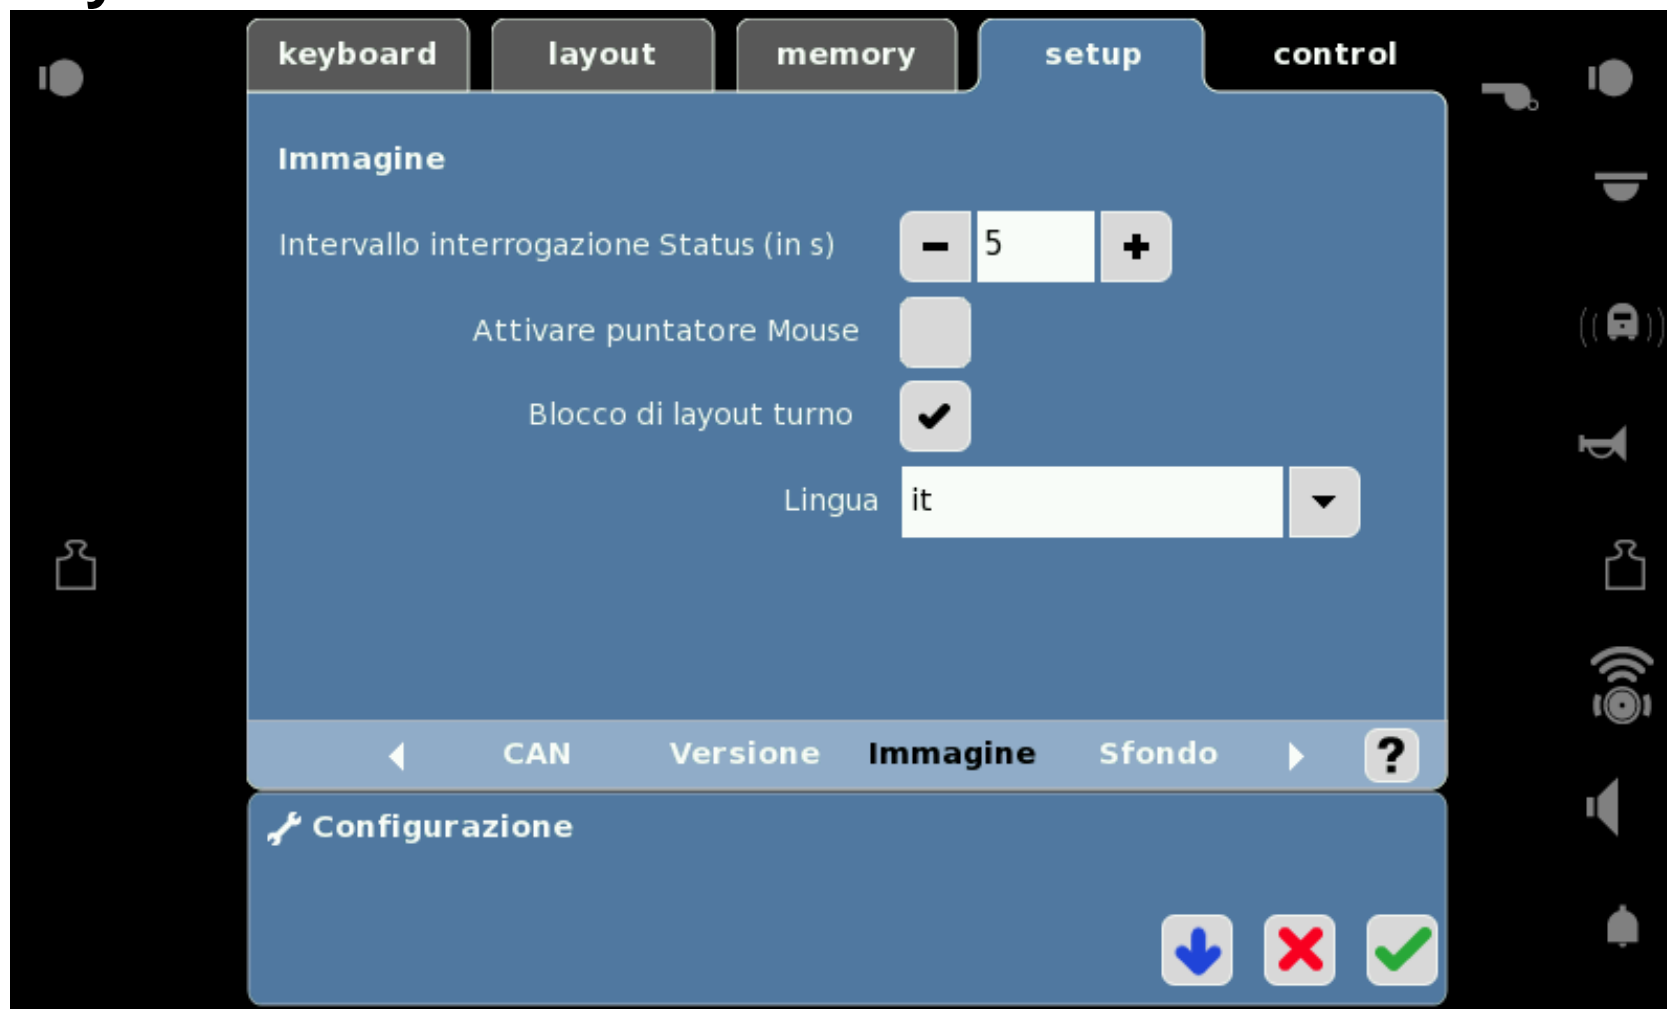 keyboard layout memory setup control
Immagine
Intervallo interrogazione Status (in s) 5
Attivare puntatore Mouse
Blocco di layout turno
Lingua it
CAN Versione Immagine Sfondo ?
Configurazione